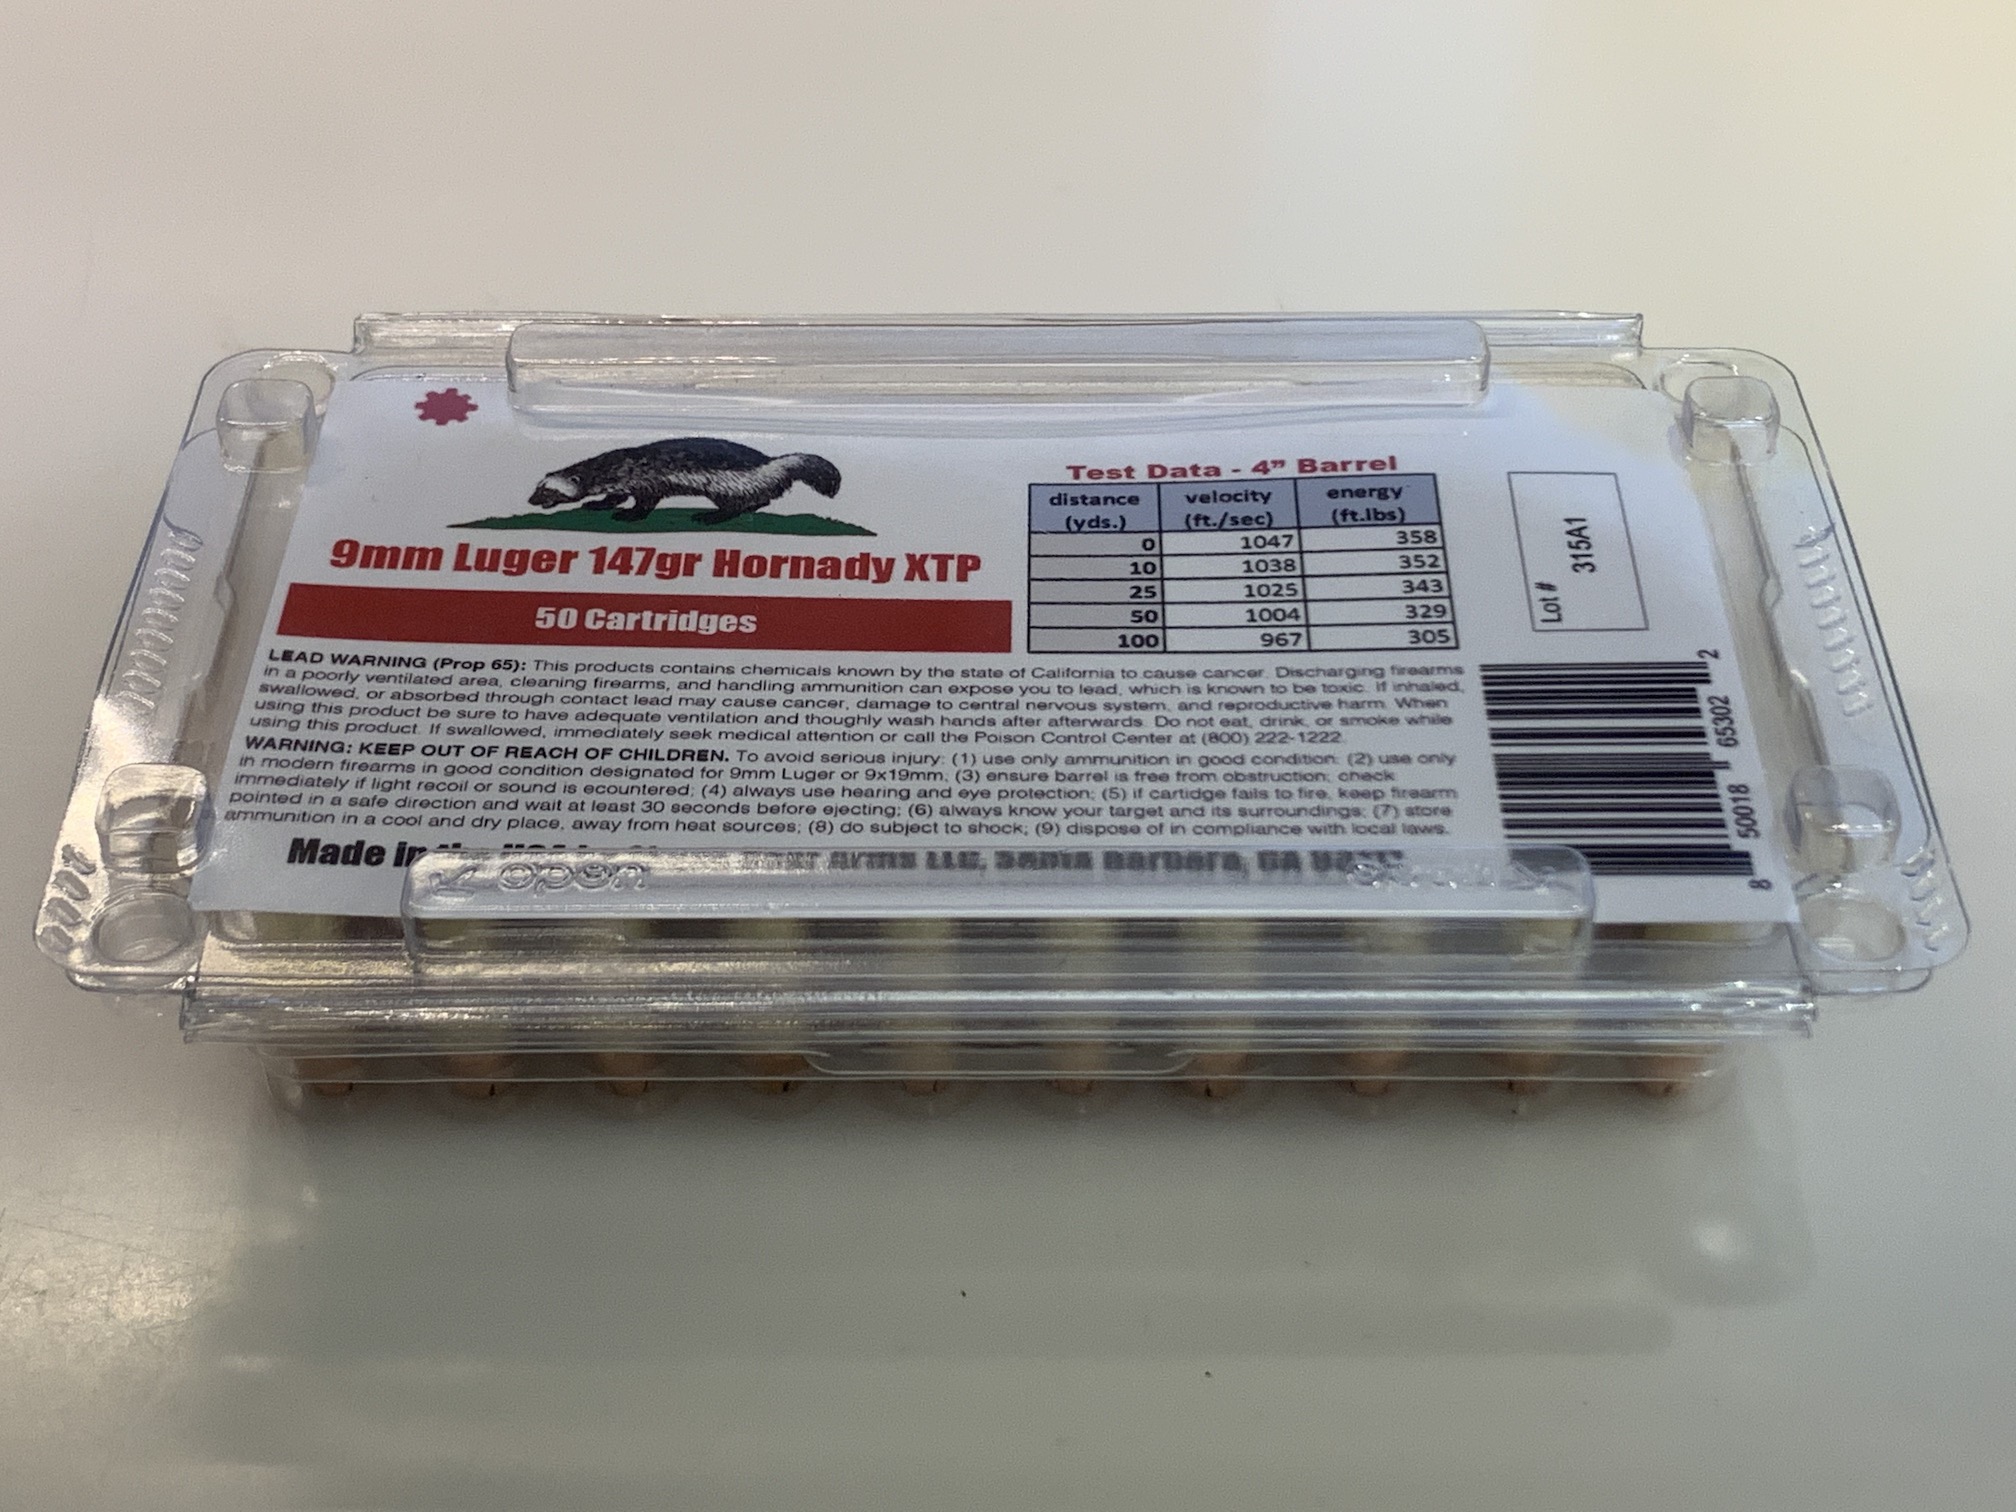 9mm Luger 147gr Hornady XTP
50 Cartridges
Test Data - 4” Barrel
distance (yds.) velocity (ft./sec) energy (ft.lbs)
0 1047 358
10 1038 352
25 1025 343
50 1004 329
100 967 305
Lot # 315A1
LEAD WARNING (Prop 65): This products contains chemicals known by the state of California to cause cancer. Discharging firearms
in a poorly ventilated area, cleaning firearms, and handling ammunition can expose you to lead, which is known to be toxic. If inhaled,
swallowed, or absorbed through contact lead may cause cancer, damage to central nervous system, and reproductive harm. When
using this product be sure to have adequate ventilation and thoughly wash hands after afterwards. Do not eat, drink, or smoke while
using this product. If swallowed, immediately seek medical attention or call the Poison Control Center at (800) 222-1222.
WARNING: KEEP OUT OF REACH OF CHILDREN. To avoid serious injury: (1) use only ammunition in good condition: (2) use only
in modern firearms in good condition designated for 9mm Luger or 9x19mm; (3) ensure barrel is free from obstruction; check
immediately if light recoil or sound is ecountered; (4) always use hearing and eye protection; (5) if cartidge fails to fire, keep firearm
pointed in a safe direction and wait at least 30 seconds before ejecting; (6) always know your target and its surroundings; (7) store
ammunition in a cool and dry place, away from heat sources; (8) do subject to shock; (9) dispose of in compliance with local laws.
Made in the USA Arms LLC, Santa Barbara, CA
open
8 50018 65302 2